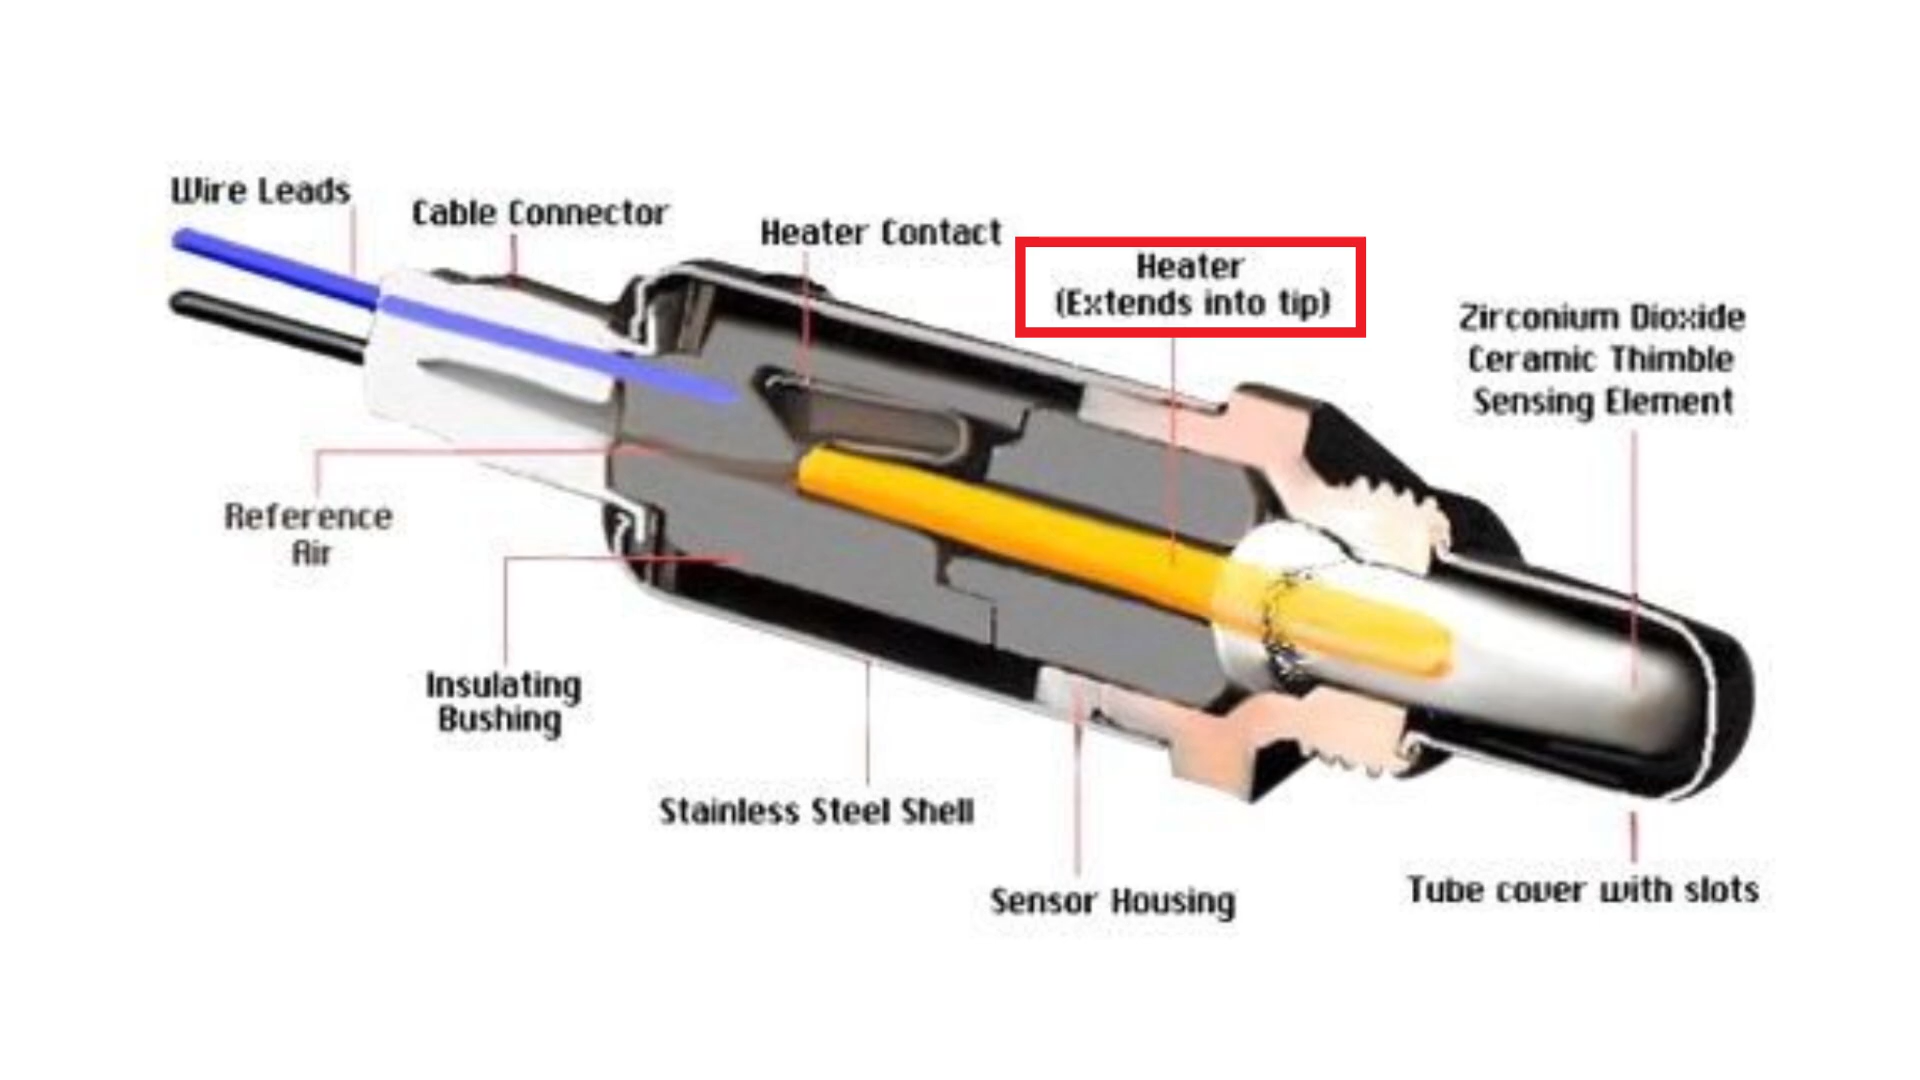 Wire Leads
Cable Connector
Heater Contact
Heater
(Extends into tip)
Zirconium Dioxide
Ceramic Thimble
Sensing Element
Reference
Air
Insulating
Bushing
Stainless Steel Shell
Sensor Housing
Tube cover with slots